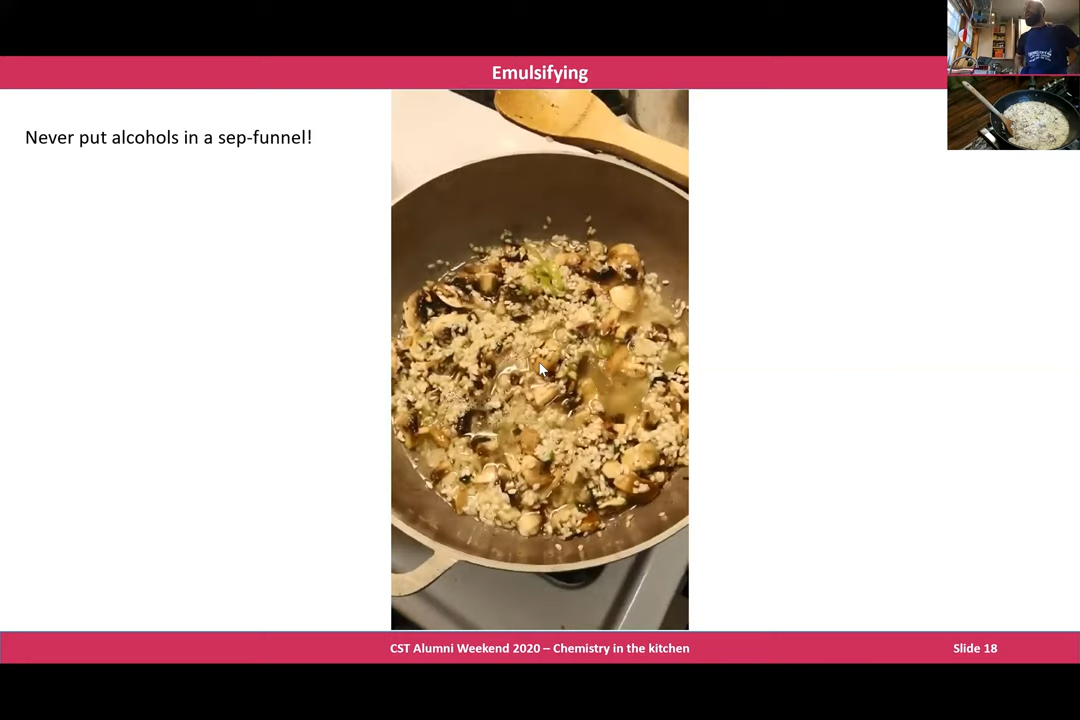 Emulsifying
Never put alcohols in a sep-funnel!
CST Alumni Weekend 2020 – Chemistry in the kitchen
Slide 18